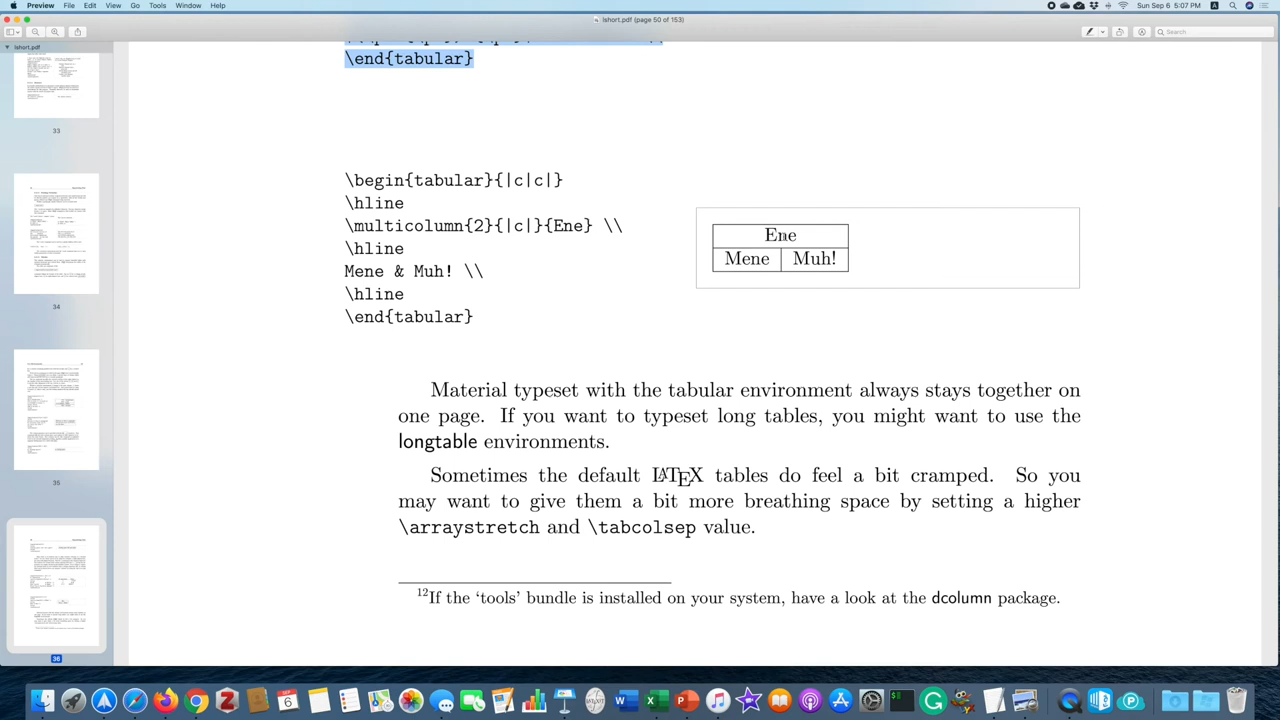 Preview File Edit View Go Tools Window Help
Sun Sep 6 5:07 PM
lshort.pdf (page 50 of 153)
Search
lshort.pdf
33
34
35
36
\end{tabular}
\begin{tabular}{|c|c|}
\hline
\multicolumn{2}{|c|}{Ene} \\
\hline
Mene & Muh! \\
\hline
\end{tabular}
Ene
Mene Muh!
Material typeset with the tabular environment always stays together on
one page. If you want to typeset long tables, you might want to use the
longtable environments.
Sometimes the default LATEX tables do feel a bit cramped. So you
may want to give them a bit more breathing space by setting a higher
\arraystretch and \tabcolsep value.
12If the ‘tools’ bundle is installed on your system, have a look at the dcolumn package.